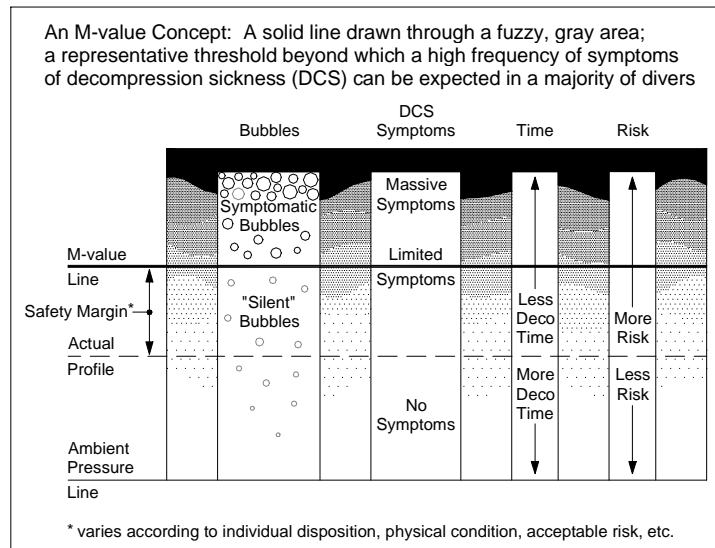 An M-value Concept: A solid line drawn through a fuzzy, gray area;
a representative threshold beyond which a high frequency of symptoms
of decompression sickness (DCS) can be expected in a majority of divers
Bubbles
DCS
Symptoms
Time
Risk
Symptomatic
Bubbles
Massive
Symptoms
M-value
Line
Limited
Symptoms
Safety Margin*
"Silent"
Bubbles
Less
Deco
Time
More
Risk
Actual
Profile
No
Symptoms
More
Deco
Time
Less
Risk
Ambient
Pressure
Line
* varies according to individual disposition, physical condition, acceptable risk, etc.